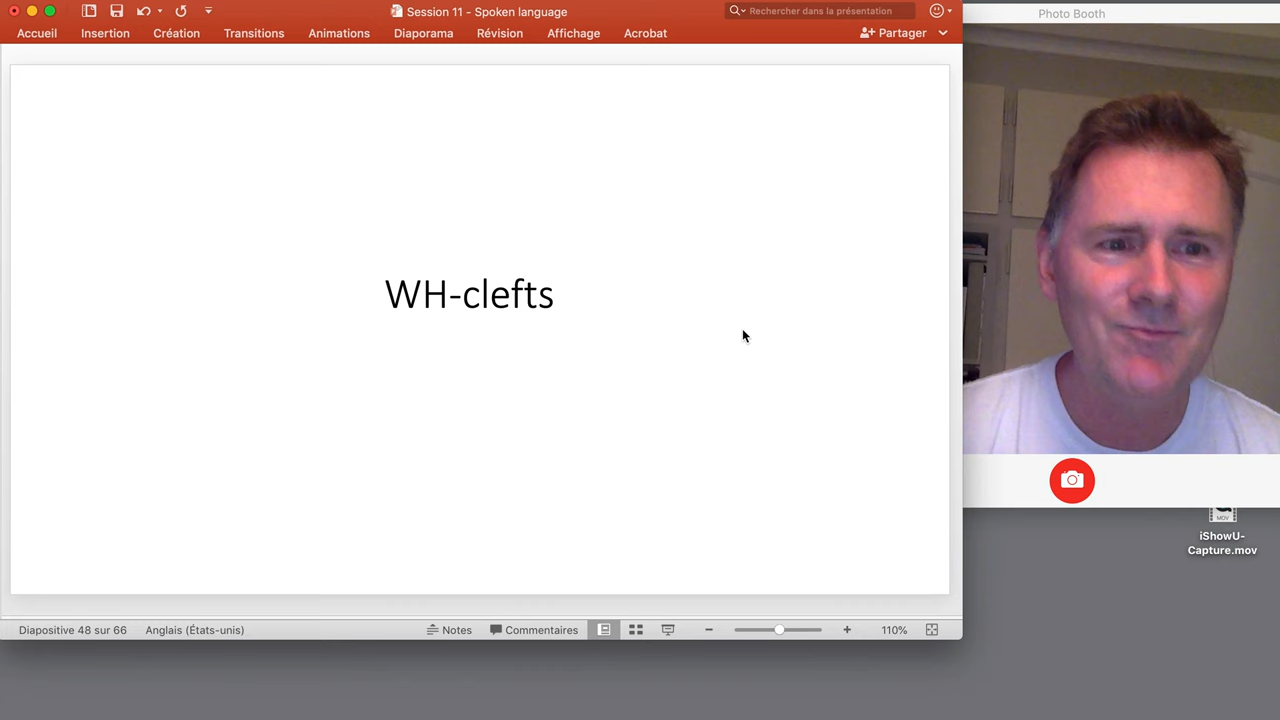 Session 11 - Spoken language
Rechercher dans la présentation
Accueil Insertion Création Transitions Animations Diaporama Révision Affichage Acrobat Partager
Photo Booth
WH-clefts
MOV
iShowU-
Capture.mov
Diapositive 48 sur 66 Anglais (États-unis) Notes Commentaires 110%